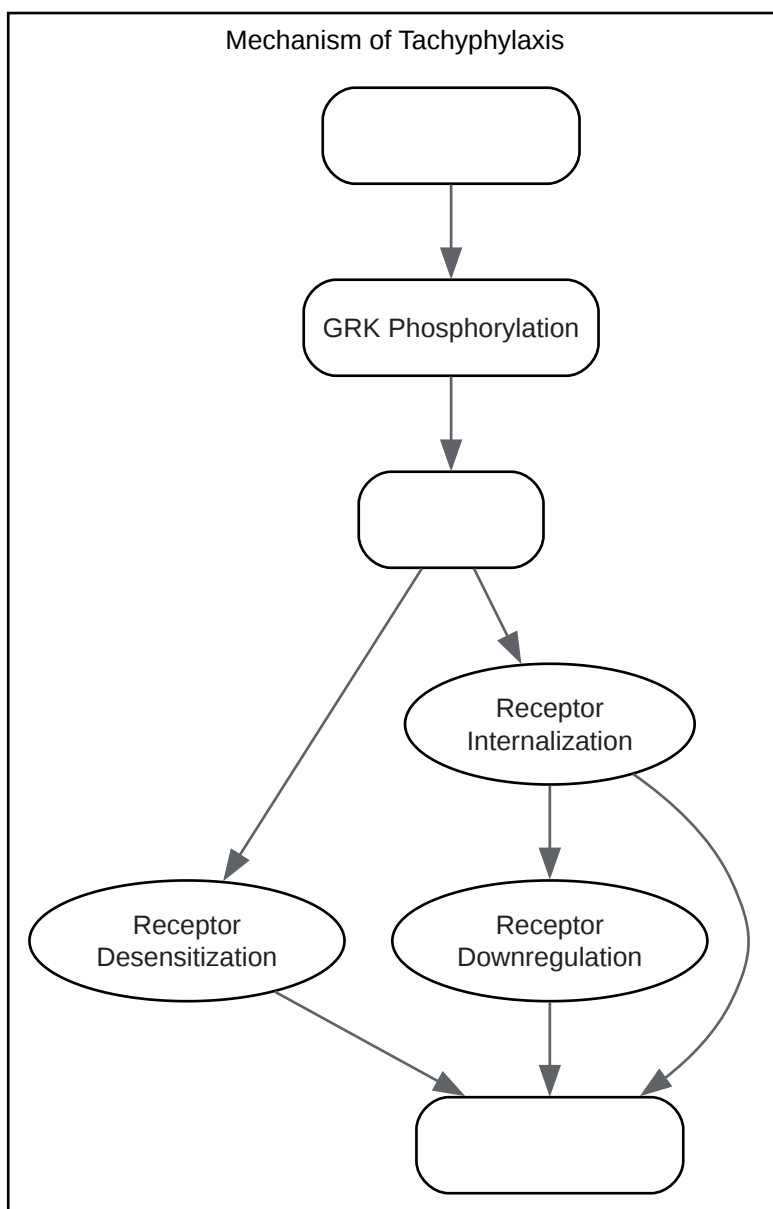 Mechanism of Tachyphylaxis
GRK Phosphorylation
Receptor
Internalization
Receptor
Desensitization
Receptor
Downregulation